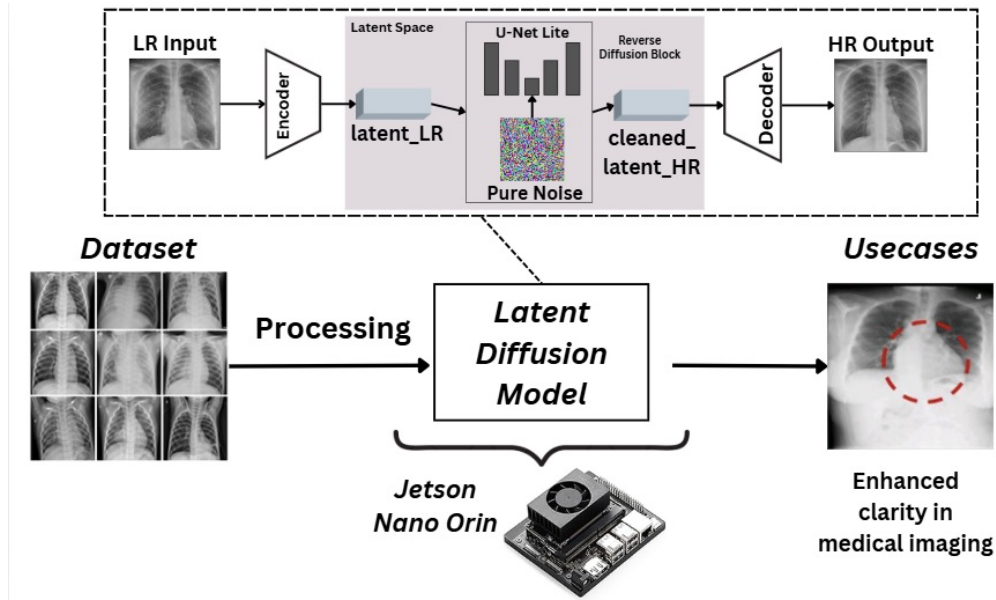 LR Input
Encoder
Latent Space
latent_LR
U-Net Lite
Pure Noise
Reverse
Diffusion Block
cleaned_
latent_HR
Decoder
HR Output
Dataset
Processing
Latent
Diffusion
Model
Usecases
Jetson
Nano Orin
Enhanced
clarity in
medical imaging